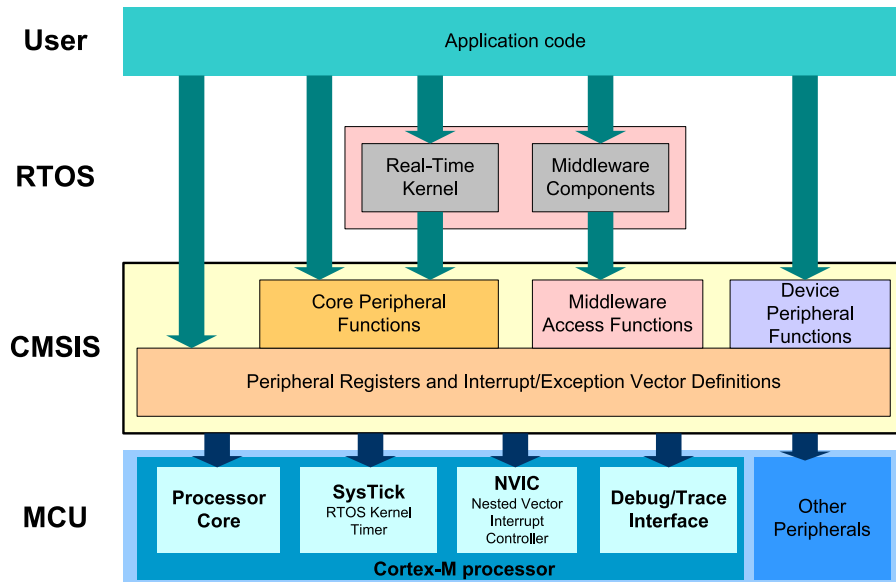 User
Application code
RTOS
Real-Time
Kernel
Middleware
Components
CMSIS
Core Peripheral
Functions
Middleware
Access Functions
Device
Peripheral
Functions
Peripheral Registers and Interrupt/Exception Vector Definitions
MCU
Processor
Core
SysTick
RTOS Kernel
Timer
NVIC
Nested Vector
Interrupt
Controller
Debug/Trace
Interface
Other
Peripherals
Cortex-M processor